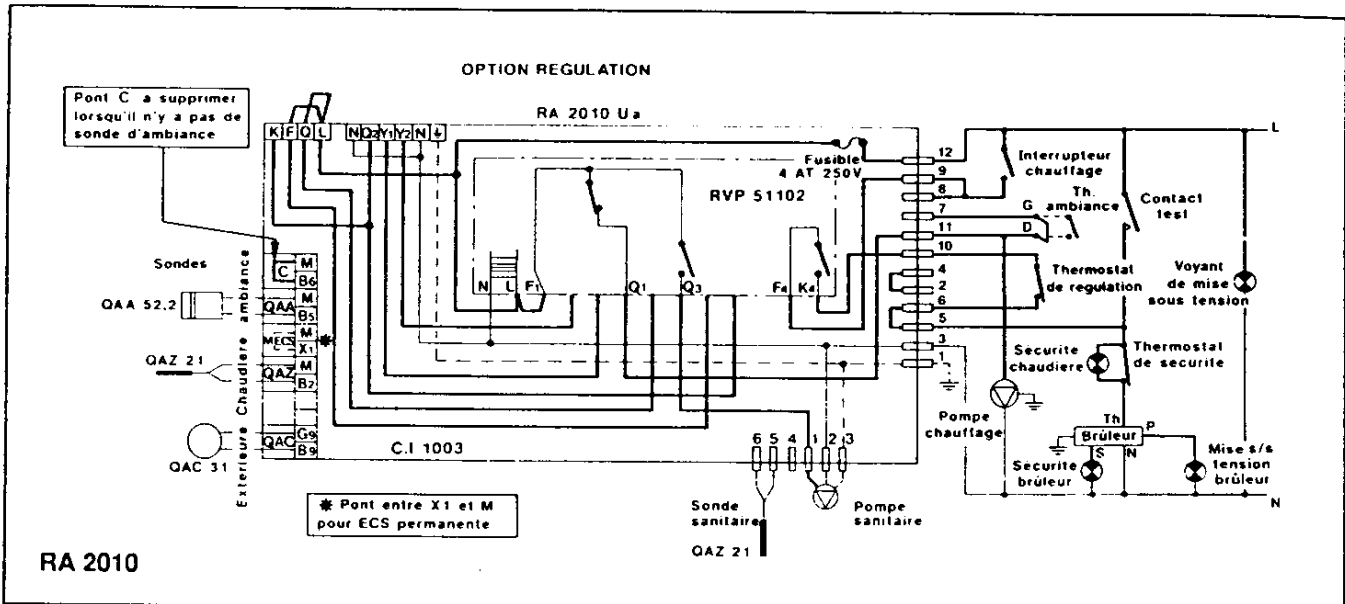 OPTION REGULATION
Pont C a supprimer
lorsqu'il n'y a pas de
sonde d'ambiance
RA 2010 Ua
K F Q L N Q2 Y1 Y2 N
Fusible
4 AT 250V
RVP 51102
12
9
8
7
11
10
4
2
6
5
3
1
L
Interrupteur
chauffage
Th.
ambiance
G
D
Contact
test
Thermostat
de regulation
Voyant
de mise
sous tension
Sécurité
chaudiere
Thermostat
de securite
Pompe
chauffage
Th
P
Brûleur
S
N
Sécurité
brûleur
Mise s/s
tension
brûleur
N
N L F1 Q1 Q3 F4 K4
Sondes
QAA 52.2
QAZ 21
QAC 31
Exterieure Chaudiere ambiance
C M
B6
QAA M
B5
MECS M
X1
QAZ M
B2
QAC G9
B9
C.I 1003
6 5 4 1 2 3
Sonde
sanitaire
QAZ 21
Pompe
sanitaire
✱ Pont entre X1 et M
pour ECS permanente
RA 2010